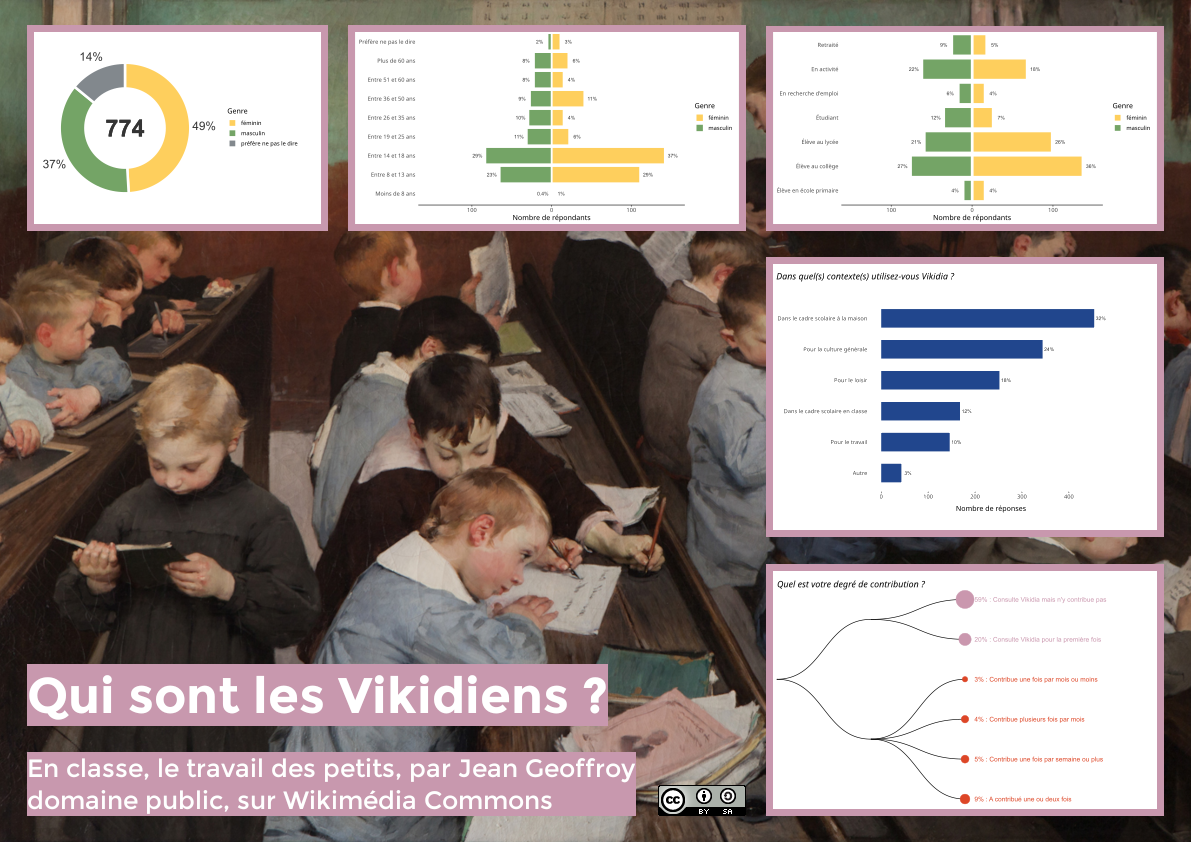 14%
774
49%
37%
Genre
féminin
masculin
préfère ne pas le dire
Préfère ne pas le dire 2% 3%
Plus de 60 ans 8% 6%
Entre 51 et 60 ans 8% 4%
Entre 36 et 50 ans 9% 11%
Entre 26 et 35 ans 10% 4%
Entre 19 et 25 ans 11% 6%
Entre 14 et 18 ans 29% 37%
Entre 8 et 13 ans 23% 29%
Moins de 8 ans 0.4% 1%
100 0 100
Nombre de répondants
Genre
féminin
masculin
Retraité 9% 5%
En activité 22% 18%
En recherche d'emploi 6% 4%
Étudiant 12% 7%
Élève au lycée 21% 26%
Élève au collège 27% 36%
Élève en école primaire 4% 4%
100 0 100
Nombre de répondants
Genre
féminin
masculin
Dans quel(s) contexte(s) utilisez-vous Vikidia ?
Dans le cadre scolaire à la maison 32%
Pour la culture générale 24%
Pour le loisir 18%
Dans le cadre scolaire en classe 12%
Pour le travail 10%
Autre 3%
0 100 200 300 400
Nombre de réponses
Quel est votre degré de contribution ?
59% : Consulte Vikidia mais n'y contribue pas
20% : Consulte Vikidia pour la première fois
3% : Contribue une fois par mois ou moins
4% : Contribue plusieurs fois par mois
5% : Contribue une fois par semaine ou plus
9% : A contribué une ou deux fois
Qui sont les Vikidiens ?
En classe, le travail des petits, par Jean Geoffroy
domaine public, sur Wikimédia Commons
cc BY SA